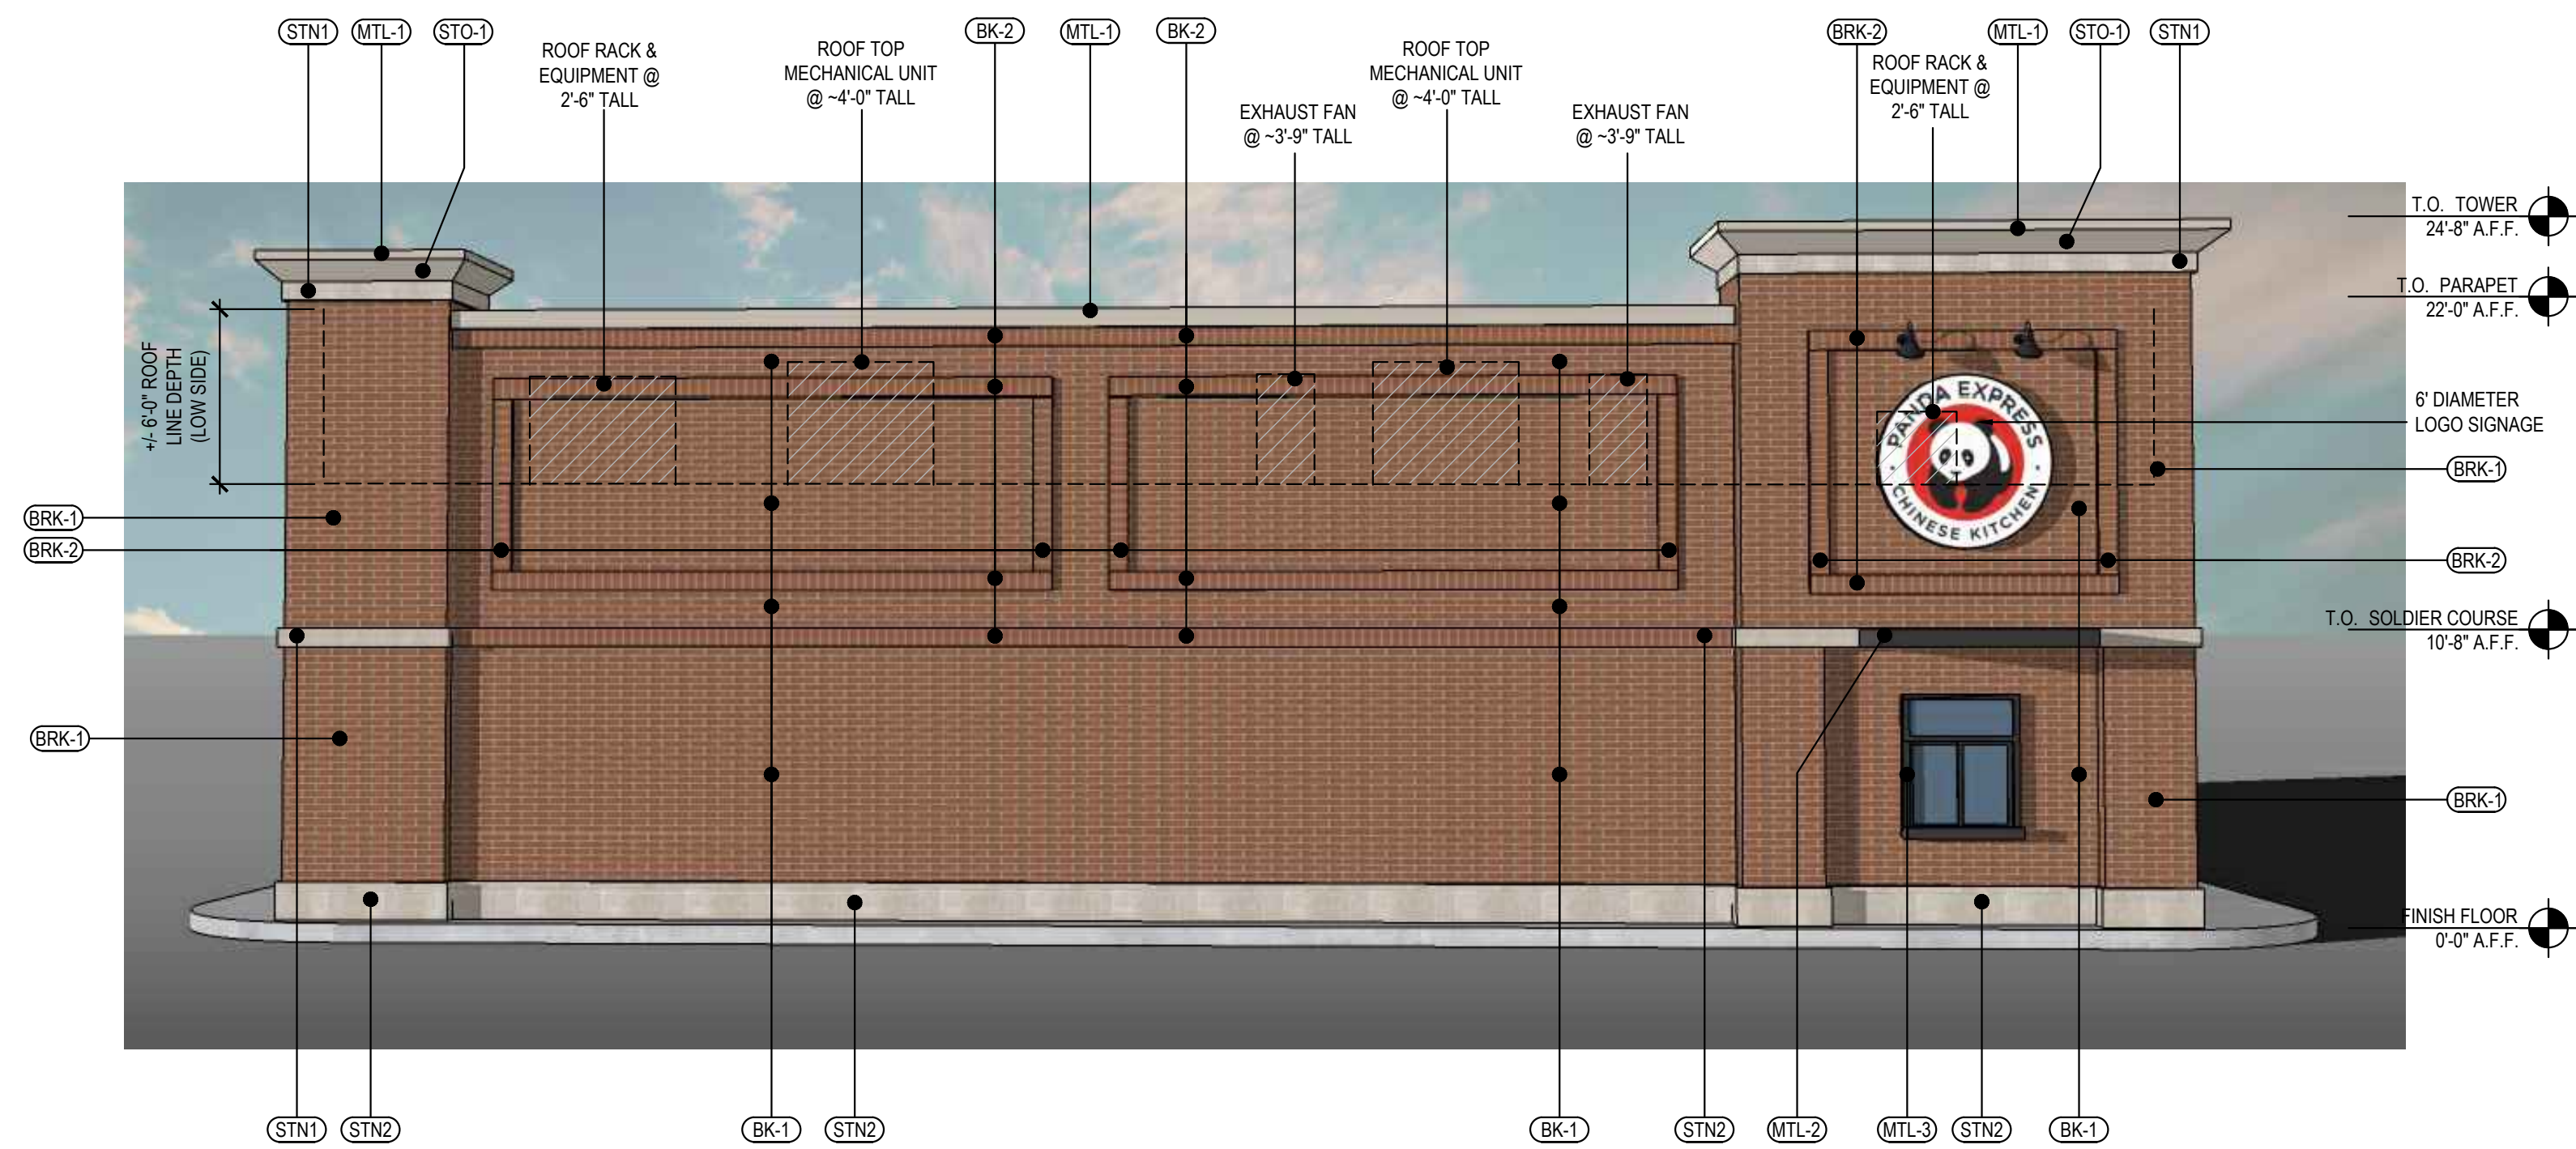 STN1
MTL-1
STO-1
ROOF RACK &
EQUIPMENT @
2'-6" TALL
ROOF TOP
MECHANICAL UNIT
@ ~4'-0" TALL
BK-2
MTL-1
BK-2
EXHAUST FAN
@ ~3'-9" TALL
ROOF TOP
MECHANICAL UNIT
@ ~4'-0" TALL
EXHAUST FAN
@ ~3'-9" TALL
BRK-2
ROOF RACK &
EQUIPMENT @
2'-6" TALL
MTL-1
STO-1
STN1
T.O. TOWER
24'-8" A.F.F.
T.O. PARAPET
22'-0" A.F.F.
+/- 6'-0" ROOF
LINE DEPTH
(LOW SIDE)
PANDA EXPRESS
CHINESE KITCHEN
6' DIAMETER
LOGO SIGNAGE
BRK-1
BRK-1
BRK-2
BRK-2
T.O. SOLDIER COURSE
10'-8" A.F.F.
BRK-1
BRK-1
FINISH FLOOR
0'-0" A.F.F.
STN1
STN2
BK-1
STN2
BK-1
STN2
MTL-2
MTL-3
STN2
BK-1